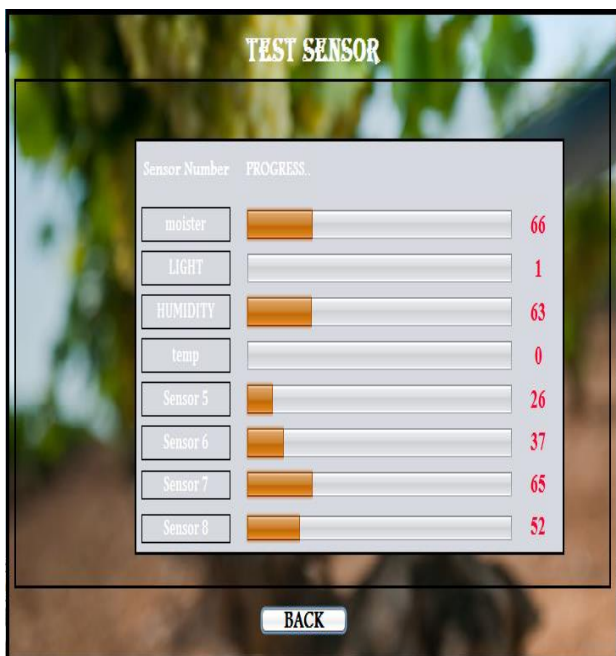 TEST SENSOR
Sensor Number PROGRESS..
moister 66
LIGHT 1
HUMIDITY 63
temp 0
Sensor 5 26
Sensor 6 37
Sensor 7 65
Sensor 8 52
BACK